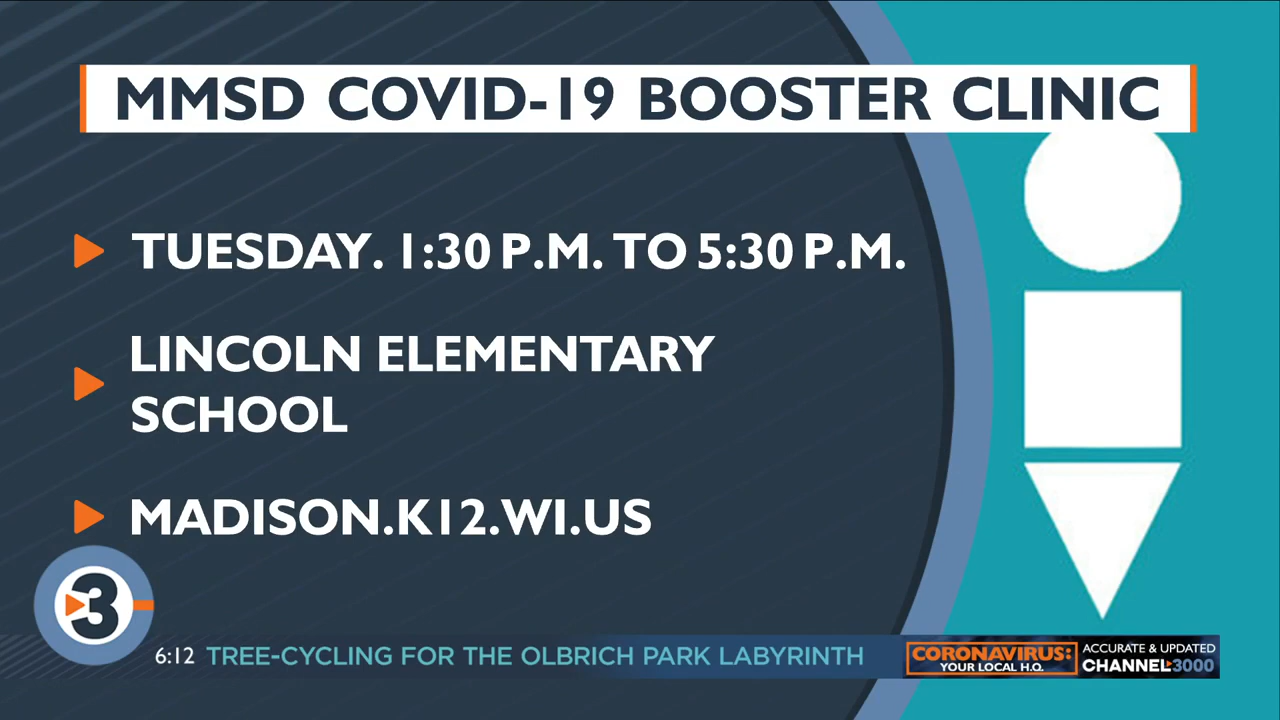 MMSD COVID-19 BOOSTER CLINIC
TUESDAY. 1:30 P.M. TO 5:30 P.M.
LINCOLN ELEMENTARY
SCHOOL
MADISON.K12.WI.US
3
6:12 TREE-CYCLING FOR THE OLBRICH PARK LABYRINTH
CORONAVIRUS:
YOUR LOCAL H.Q.
ACCURATE & UPDATED
CHANNEL3000